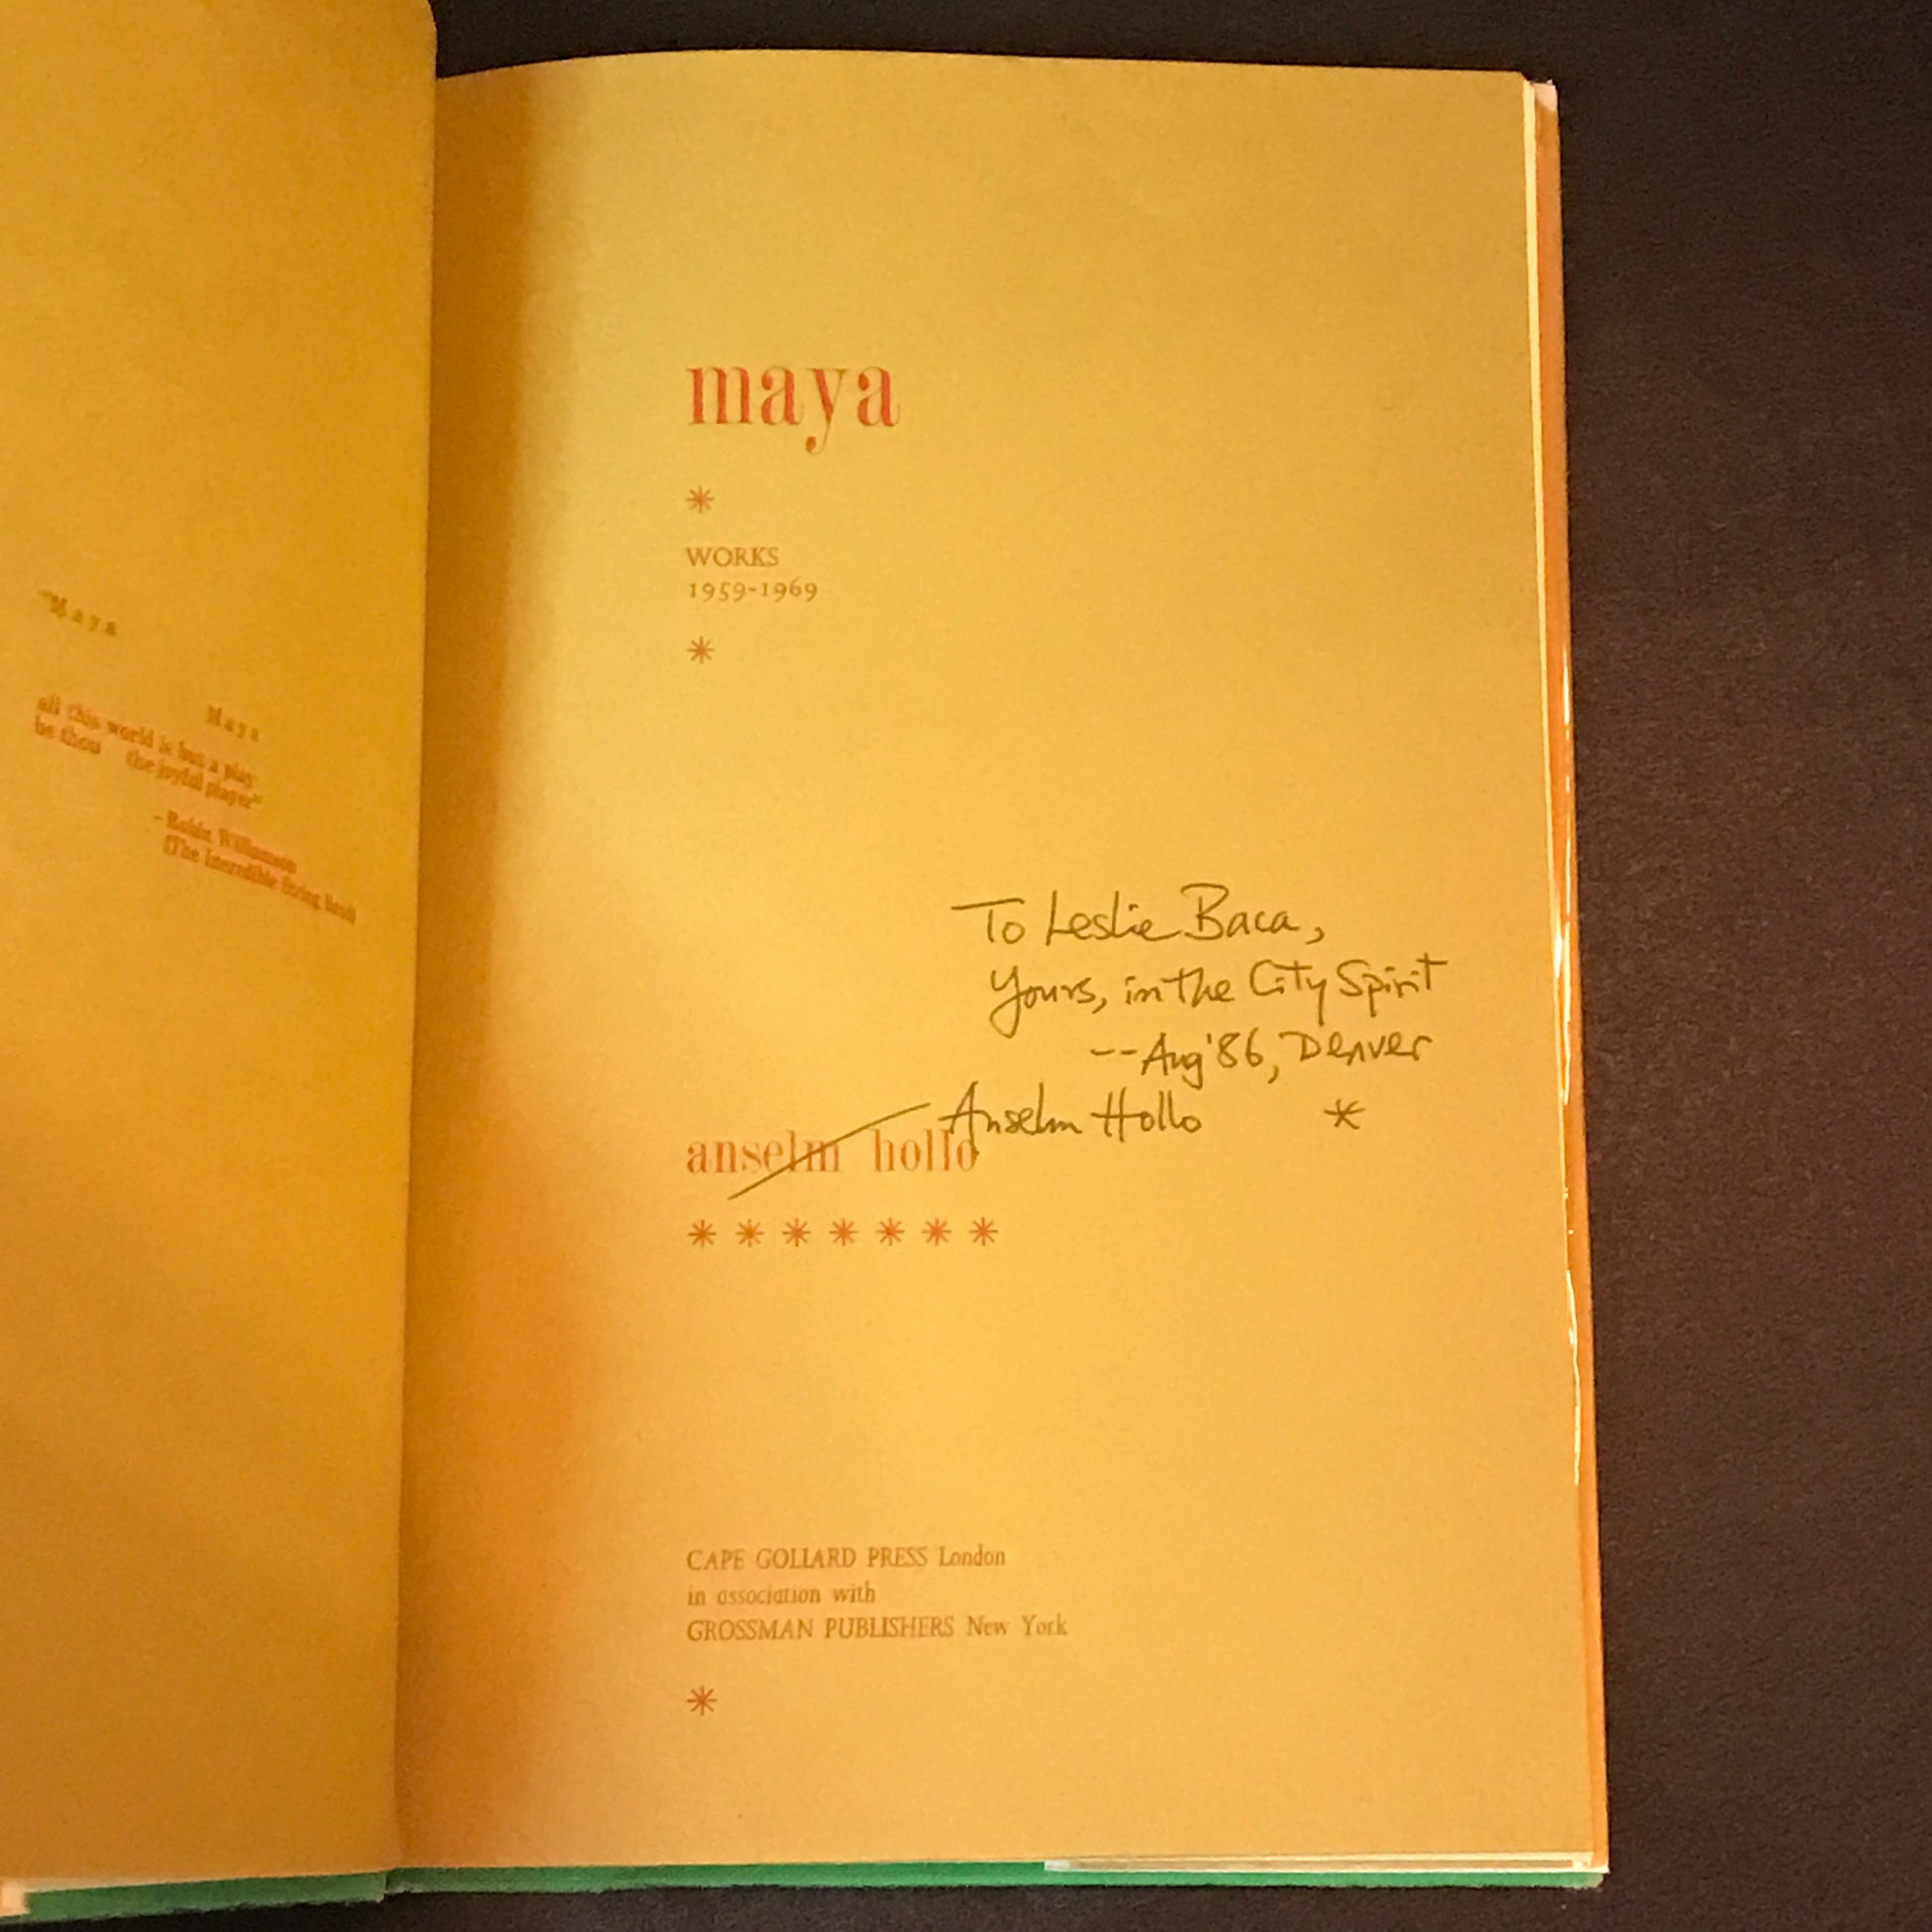 "Maya
Maya
all this world is but a play
be thou the joyful player"
- Robin Williamson
(The Incredible String Band)
maya
*
WORKS
1959-1969
*
To Leslie Baca,
Yours, in the City Spirit
-- Aug '86, Denver
Anselm Hollo *
anselm hollo
* * * * * * *
CAPE GOLLARD PRESS London
in association with
GROSSMAN PUBLISHERS New York
*